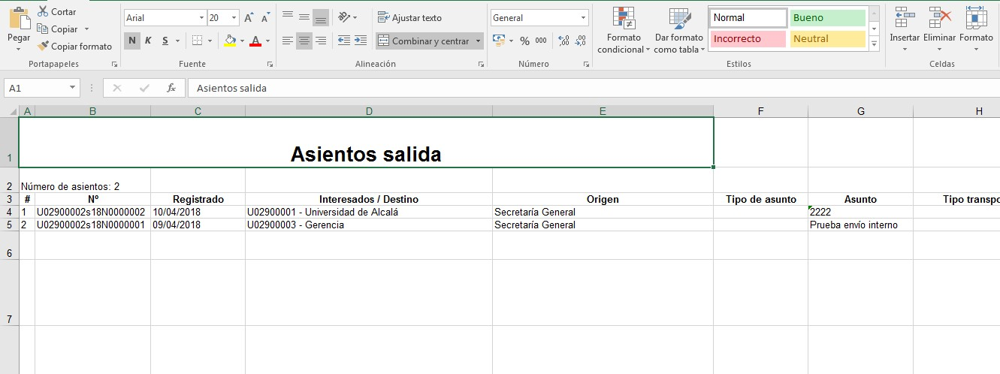 Cortar
Pegar
Copiar
Copiar formato
Portapapeles
Arial 20 A A
N K S A
Fuente
Ajustar texto
Combinar y centrar
Alineación
General
% 000
Número
Formato condicional
Dar formato como tabla
Normal Bueno
Incorrecto Neutral
Estilos
Insertar Eliminar Formato
Celdas
A1 fx Asientos salida
A B C D E F G H
1 Asientos salida
2 Número de asientos: 2
3 # Nº Registrado Interesados / Destino Origen Tipo de asunto Asunto Tipo transpo
4 1 U02900002s18N0000002 10/04/2018 U02900001 - Universidad de Alcalá Secretaría General 2222
5 2 U02900002s18N0000001 09/04/2018 U02900003 - Gerencia Secretaría General Prueba envío interno
6
7